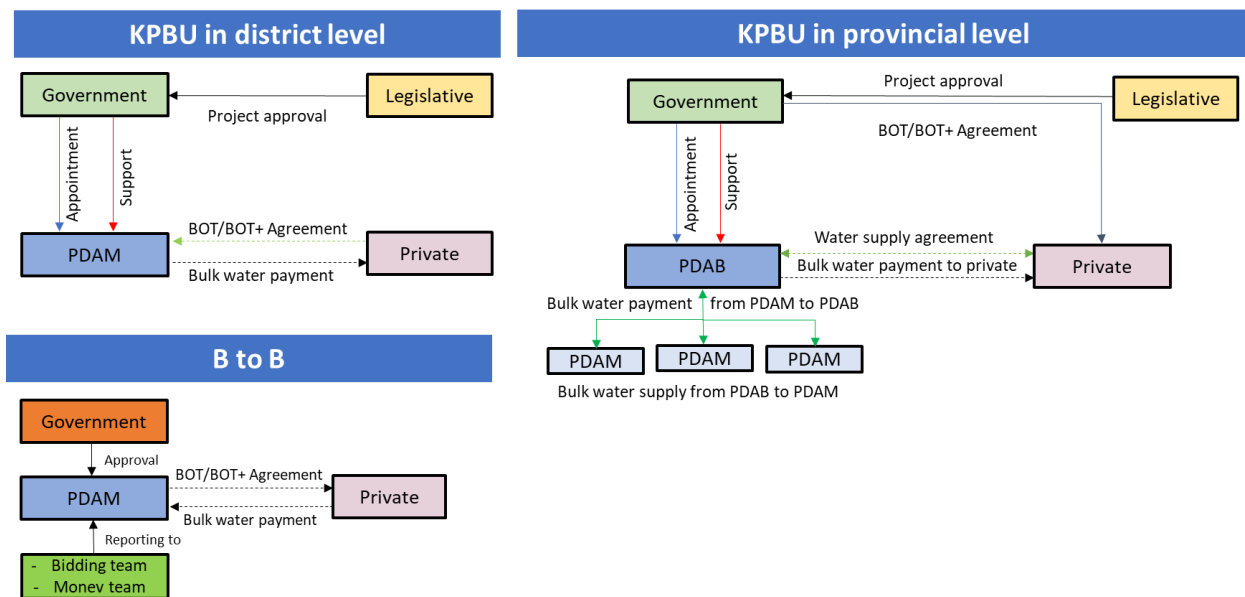 KPBU in district level
Government
Legislative
Project approval
Appointment
Support
BOT/BOT+ Agreement
PDAM
Private
Bulk water payment
KPBU in provincial level
Project approval
Government
Legislative
BOT/BOT+ Agreement
Appointment
Support
Water supply agreement
PDAB
Private
Bulk water payment to private
Bulk water payment from PDAM to PDAB
PDAM
PDAM
PDAM
Bulk water supply from PDAB to PDAM
B to B
Government
Approval
BOT/BOT+ Agreement
PDAM
Private
Bulk water payment
Reporting to
- Bidding team
- Monev team